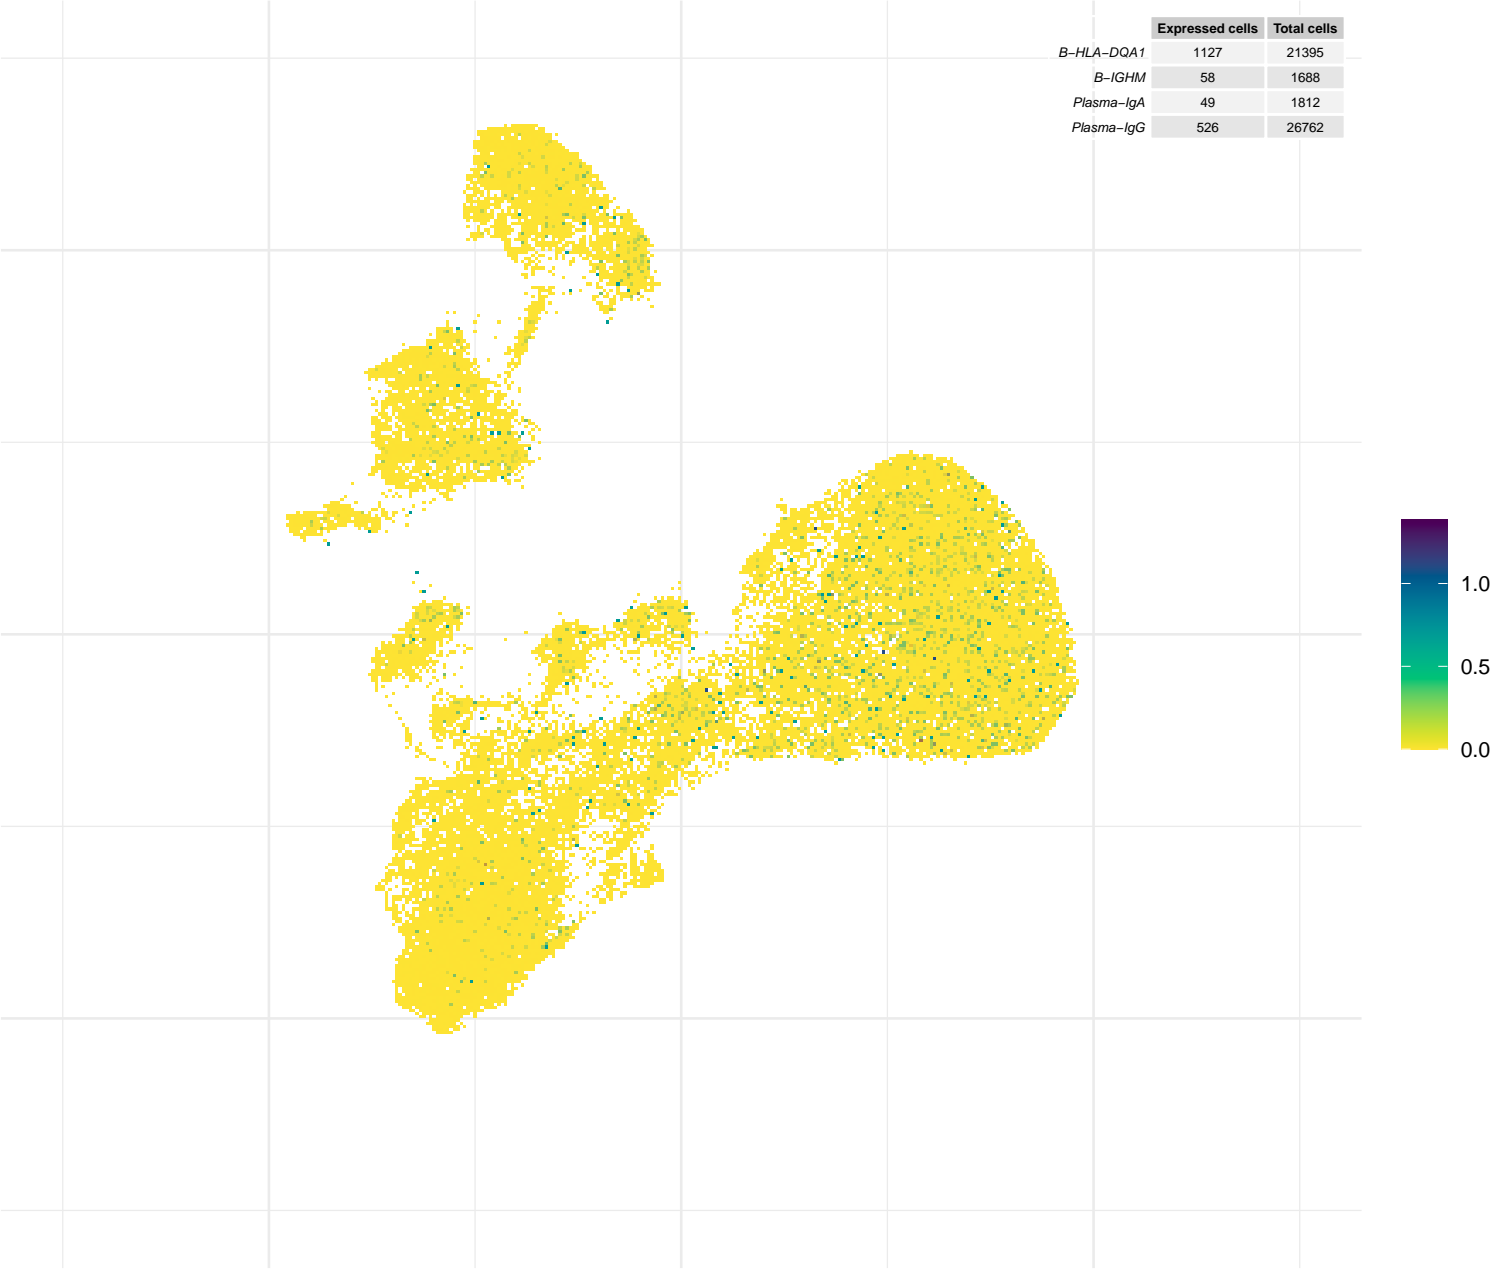 Expressed cells Total cells
B−HLA−DQA1 1127 21395
B−IGHM 58 1688
Plasma−IgA 49 1812
Plasma−IgG 526 26762
1.0
0.5
0.0